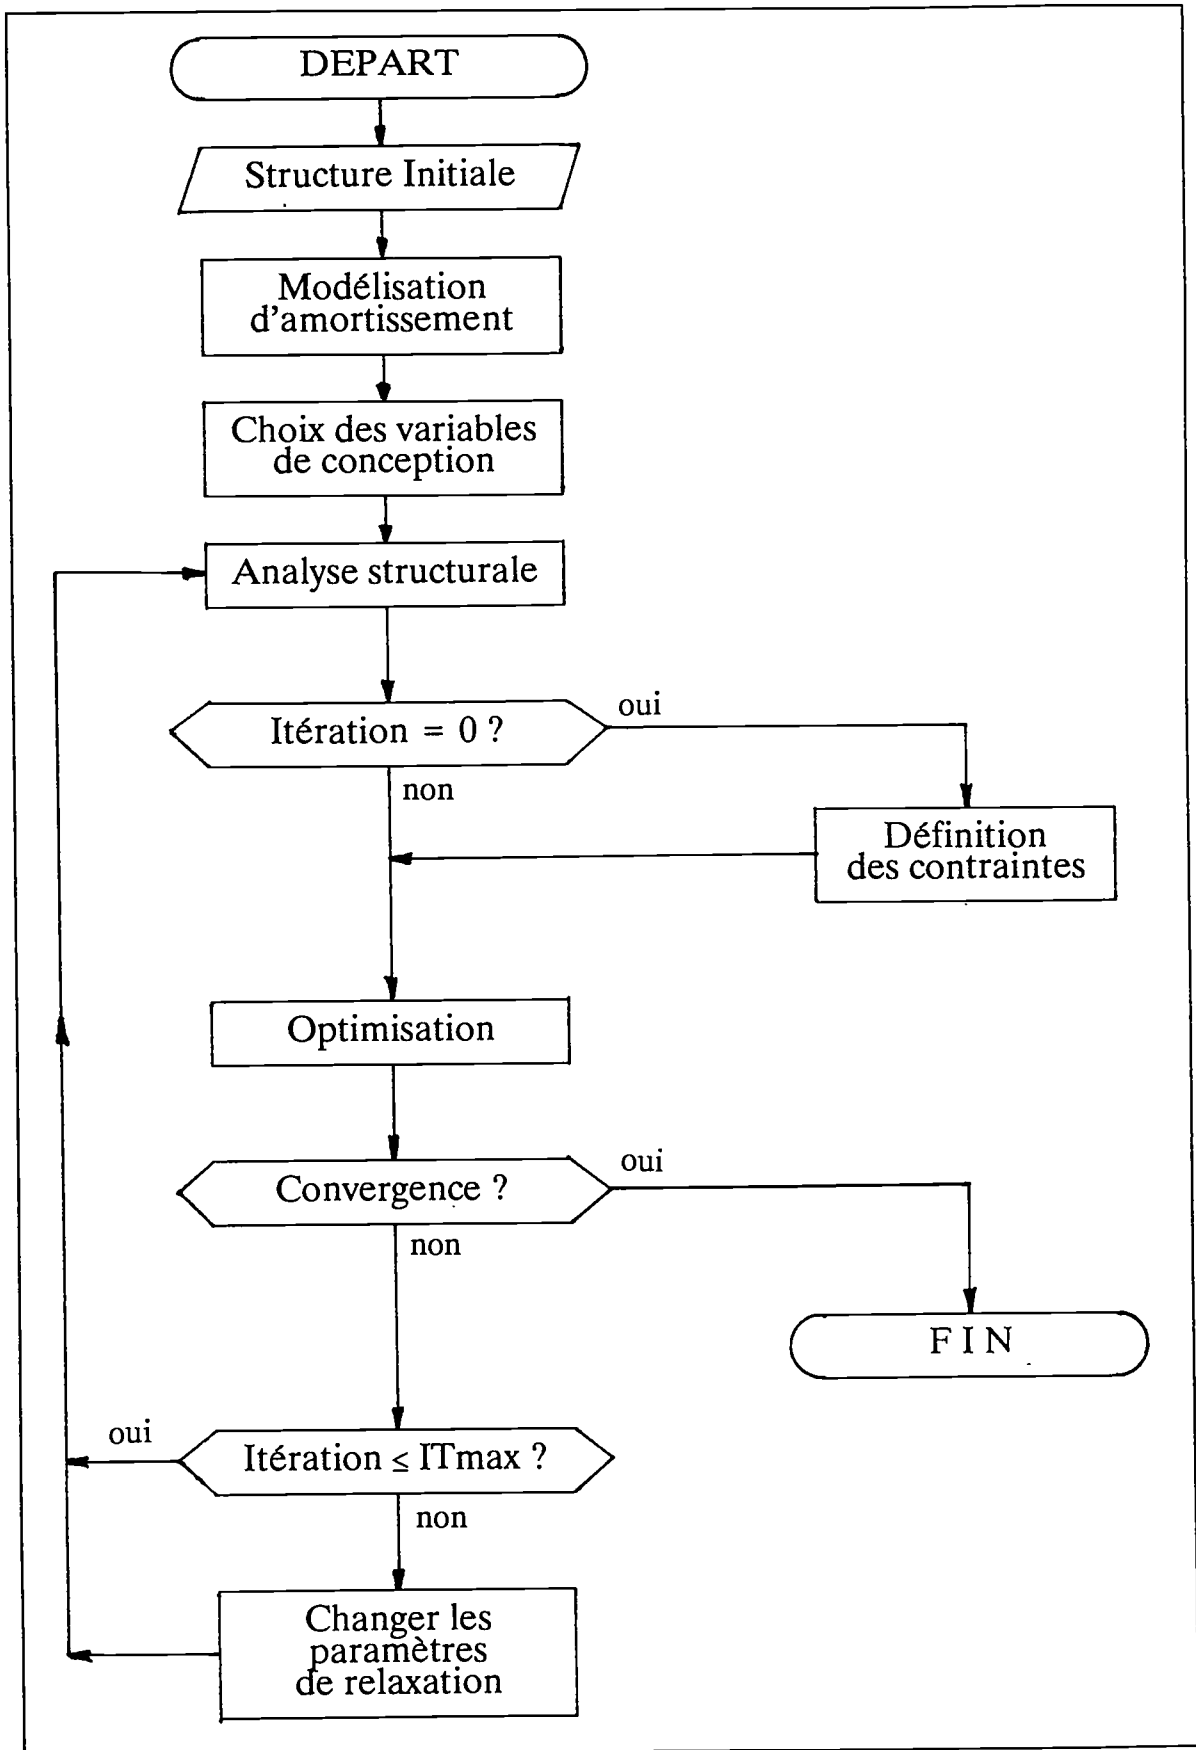 DEPART
Structure Initiale
Modélisation
d'amortissement
Choix des variables
de conception
Analyse structurale
Itération = 0 ?
oui
non
Définition
des contraintes
Optimisation
Convergence ?
oui
non
F I N
oui
Itération ≤ ITmax ?
non
Changer les
paramètres
de relaxation